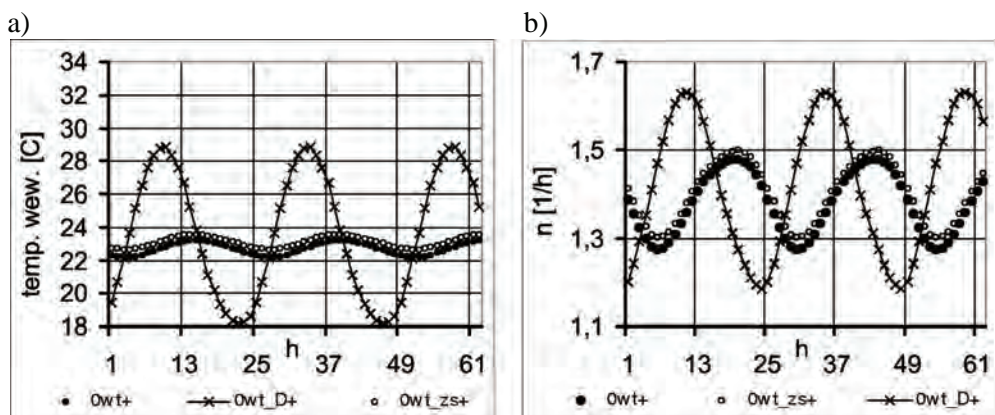 a)
temp. wew. [C]
34
32
30
28
26
24
22
20
18
1 13 25 37 49 61
h
0wt+ 0wt_D+ 0wt_zs+
b)
n [1/h]
1,7
1,5
1,3
1,1
1 13 25 37 49 61
h
0wt+ 0wt_zs+ 0wt_D+